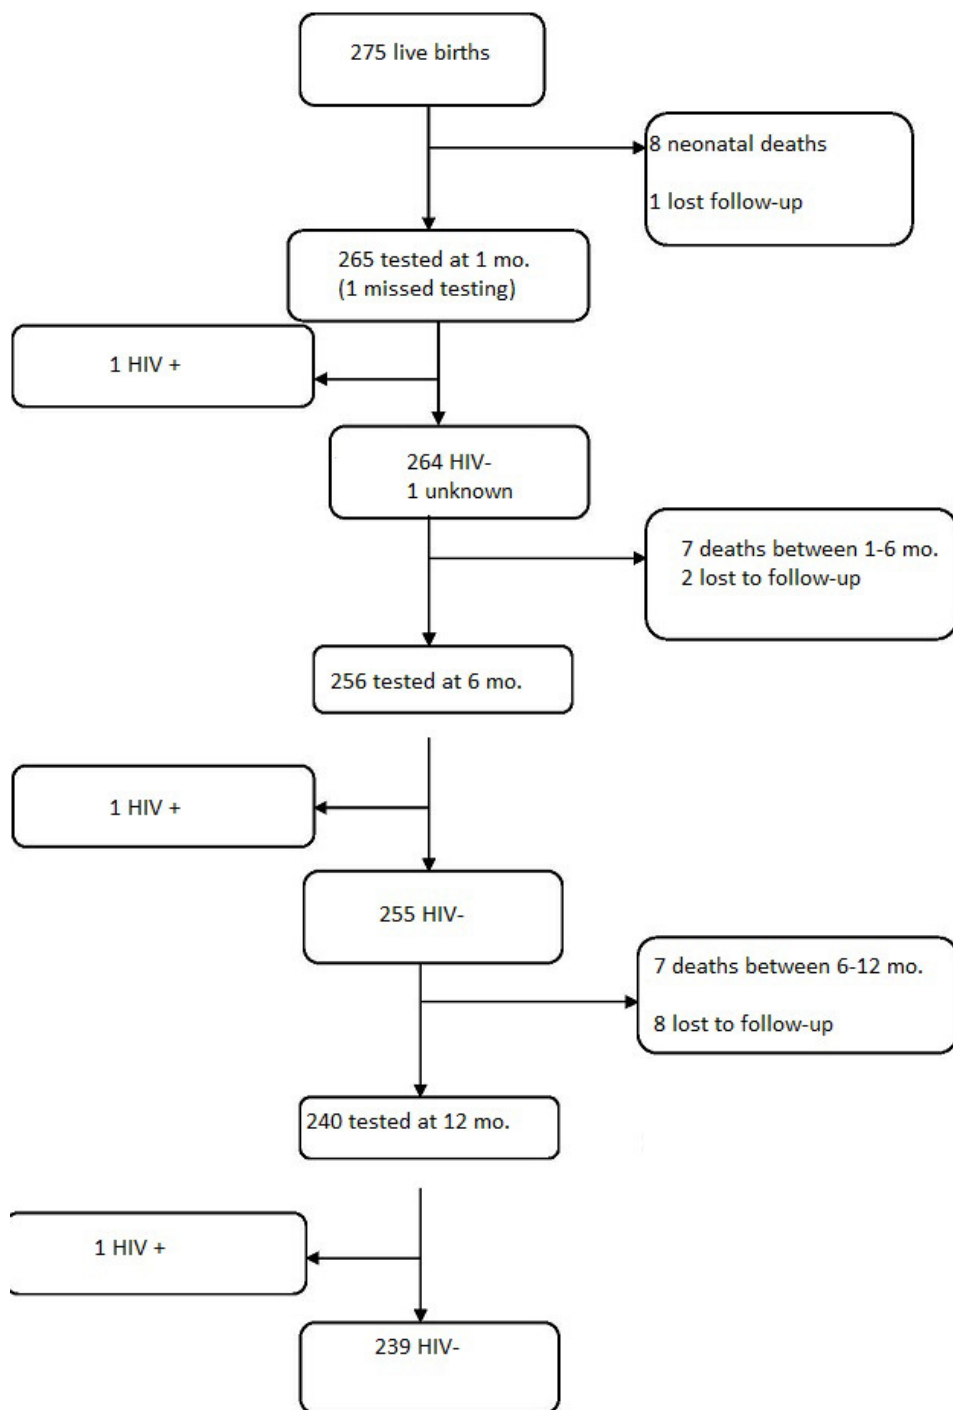 275 live births
8 neonatal deaths
1 lost follow-up
265 tested at 1 mo.
(1 missed testing)
1 HIV +
264 HIV-
1 unknown
7 deaths between 1-6 mo.
2 lost to follow-up
256 tested at 6 mo.
1 HIV +
255 HIV-
7 deaths between 6-12 mo.
8 lost to follow-up
240 tested at 12 mo.
1 HIV +
239 HIV-